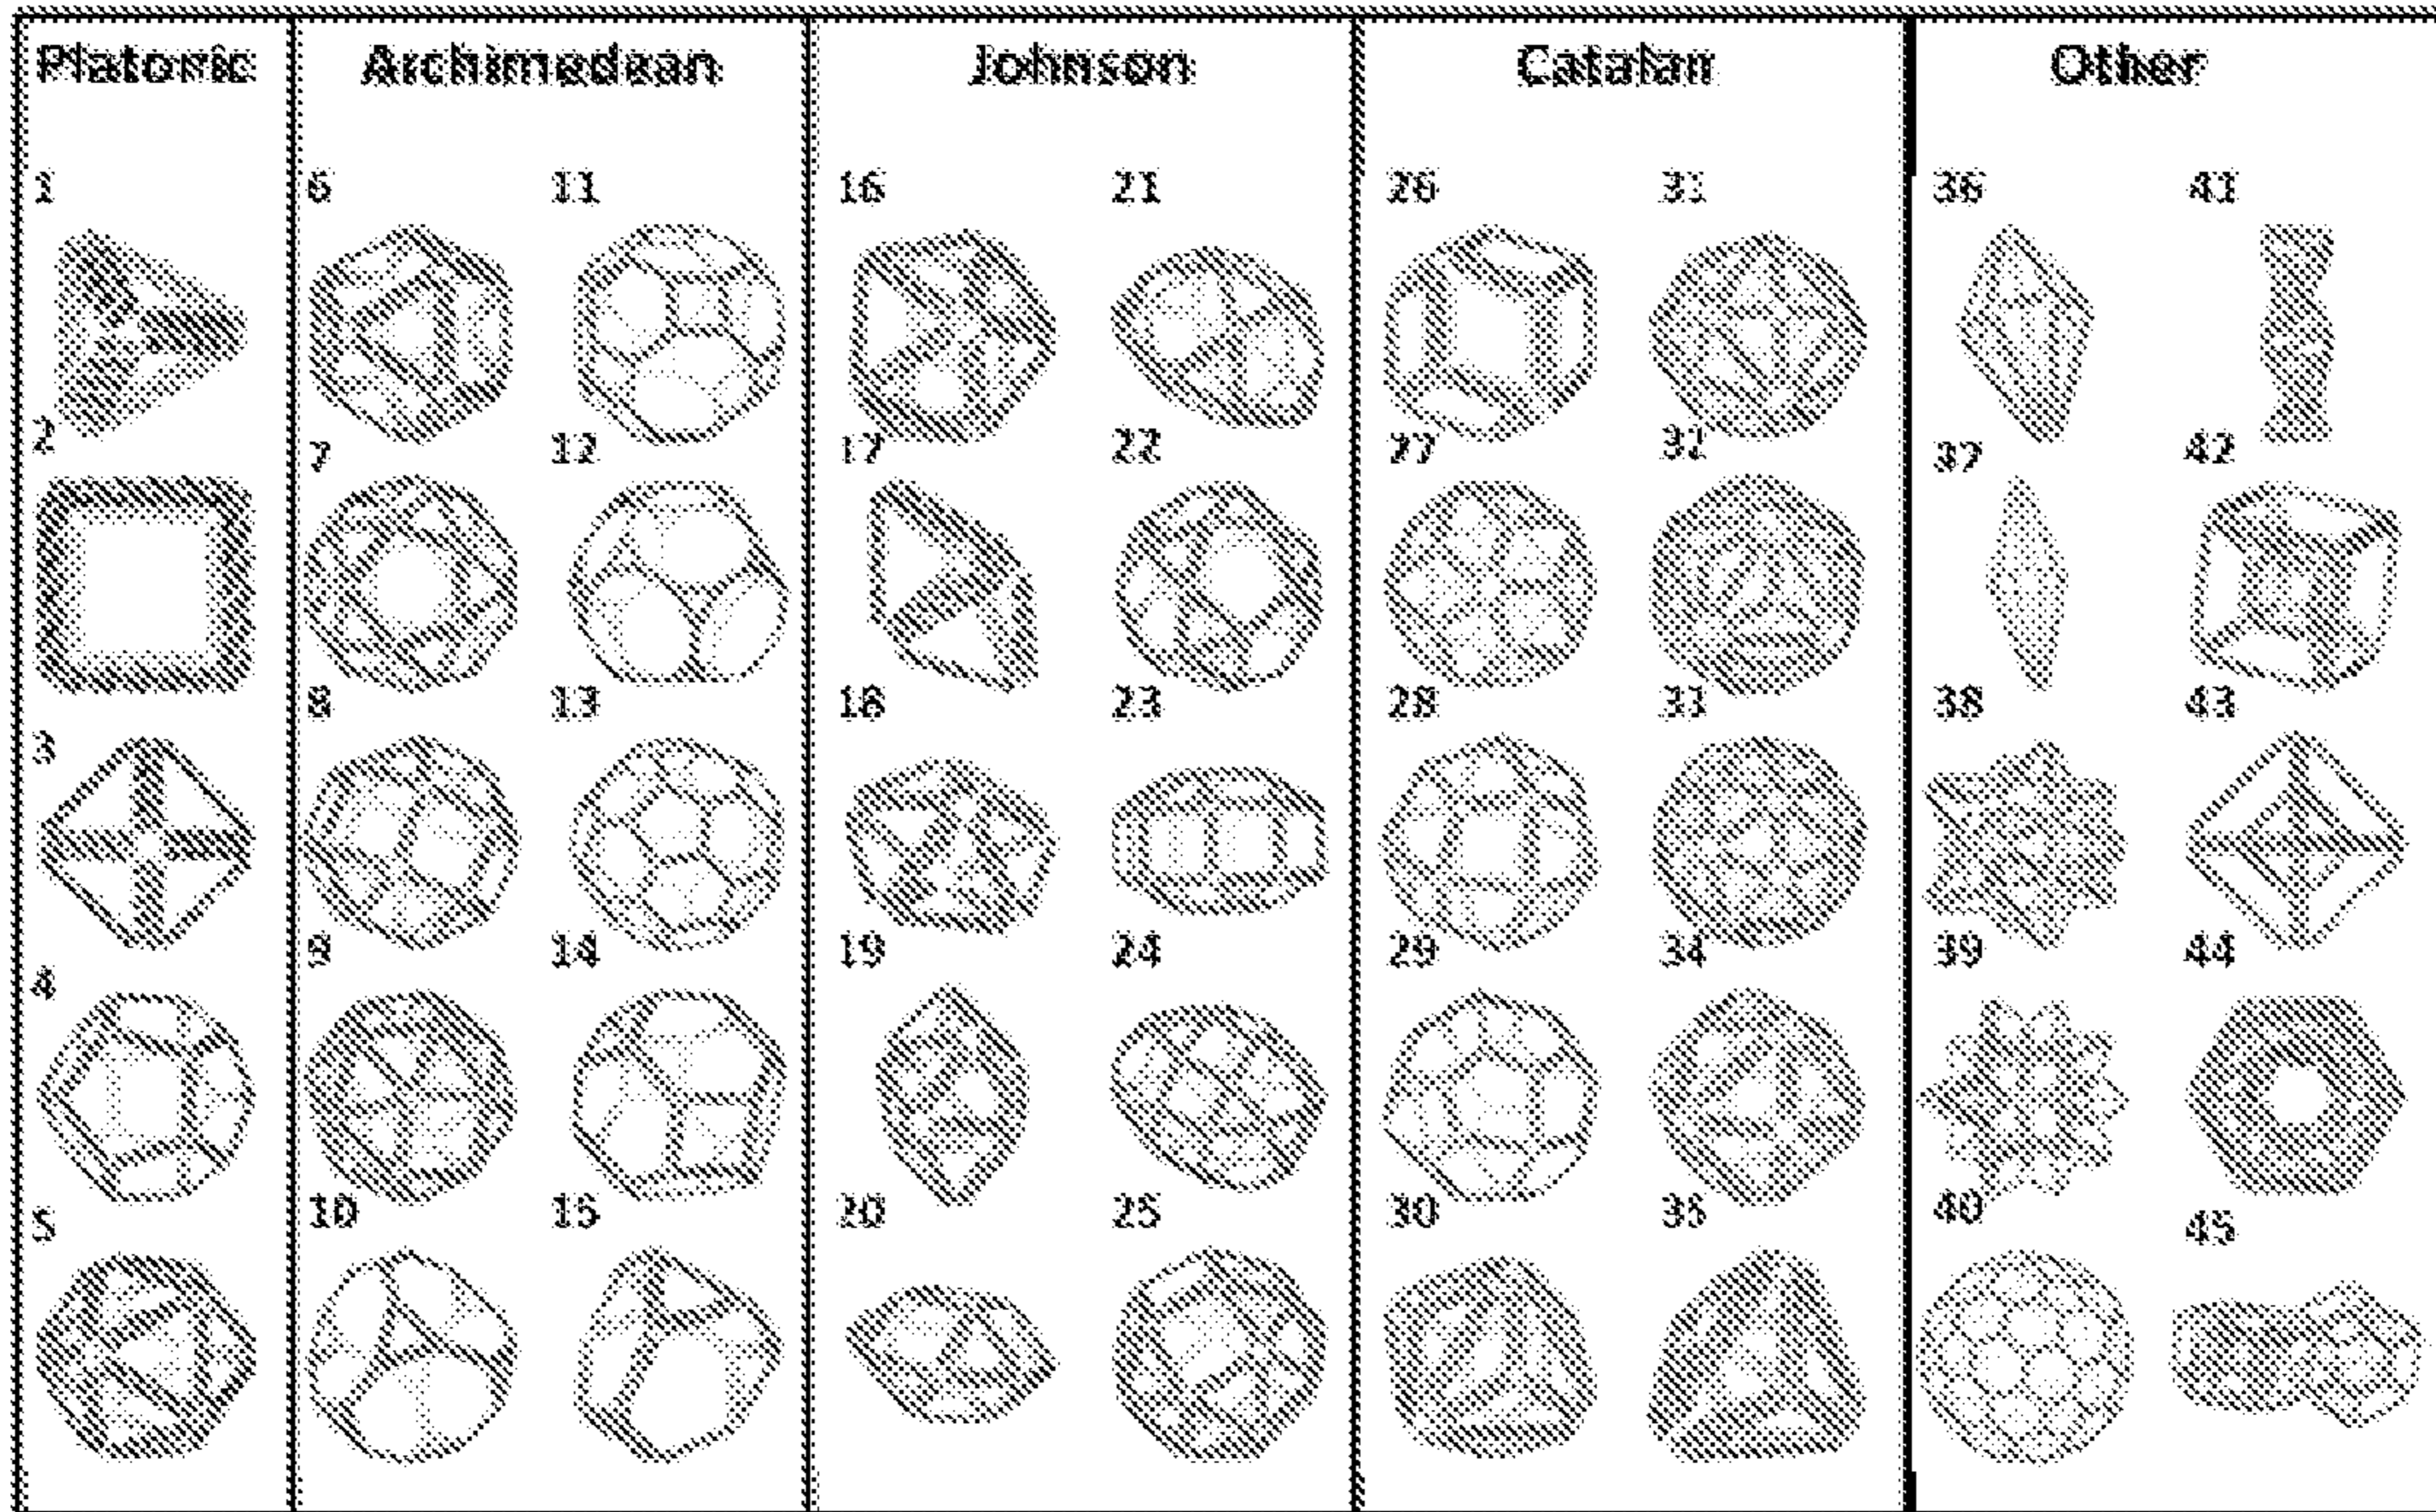 Platonic Archimedean Johnson Catalan Other
1 6 11 16 21 26 31 36 41
2 7 12 17 22 27 32 37 42
3 8 13 18 23 28 33 38 43
4 9 14 19 24 29 34 39 44
5 10 15 20 25 30 35 40 45